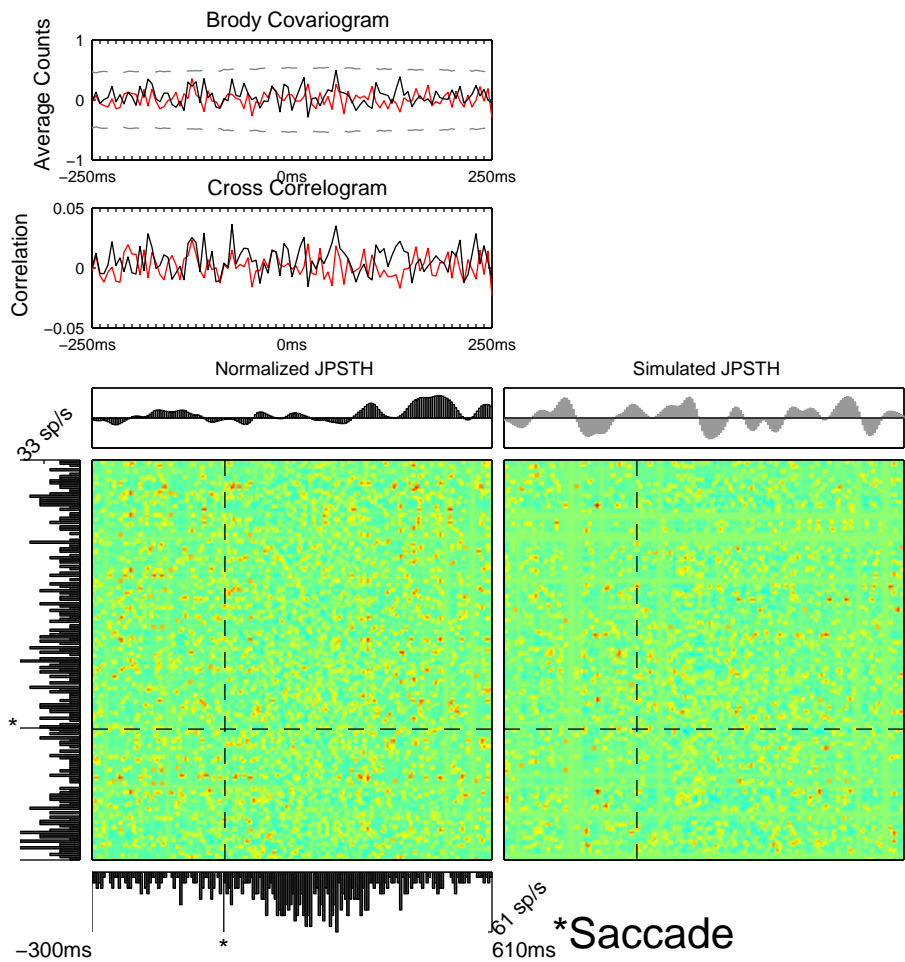 Brody Covariogram
1
Average Counts
0
−1
−250ms 0ms 250ms
Cross Correlogram
0.05
Correlation
0
−0.05
−250ms 0ms 250ms
Normalized JPSTH Simulated JPSTH
33 sp/s
*
61 sp/s
*Saccade
−300ms * 610ms